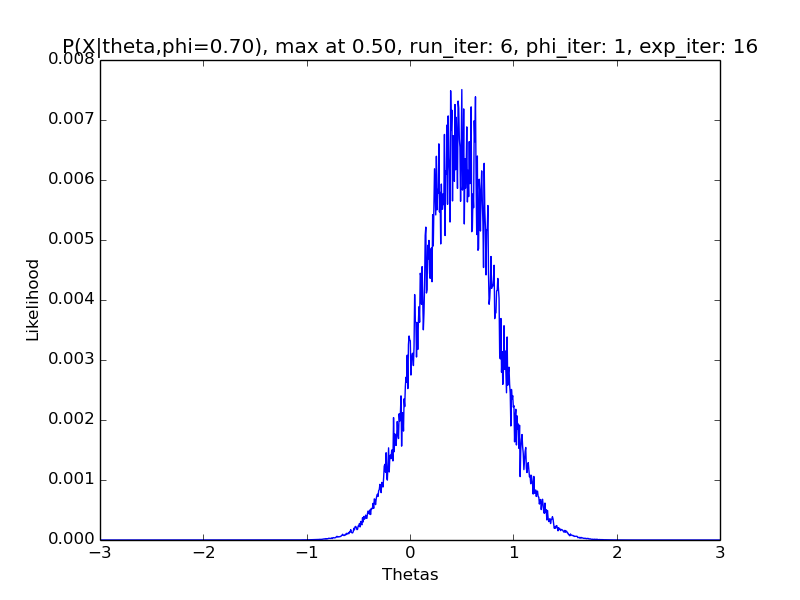 P(X|theta,phi=0.70), max at 0.50, run_iter: 6, phi_iter: 1, exp_iter: 16
0.008
0.007
0.006
0.005
0.004
0.003
0.002
0.001
0.000
Likelihood
−3 −2 −1 0 1 2 3
Thetas